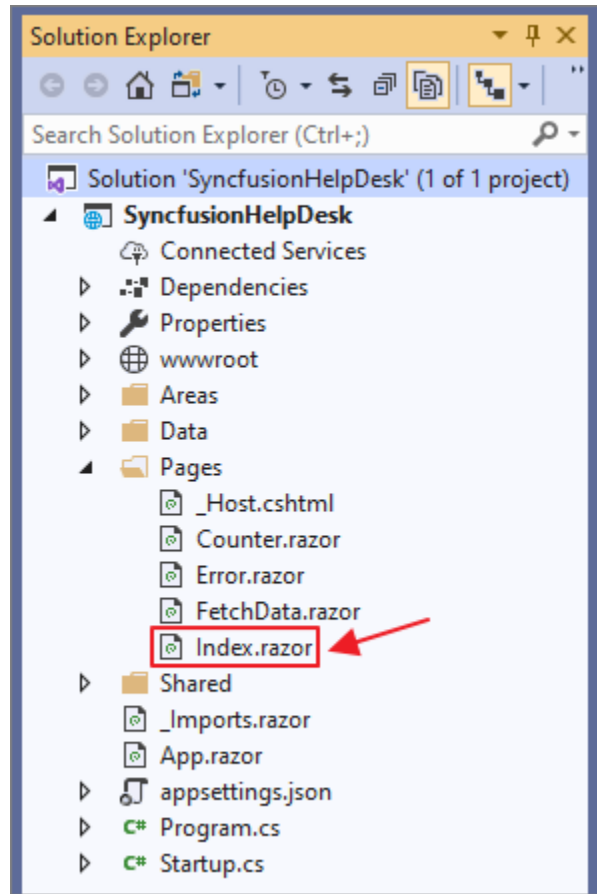 Solution Explorer
Search Solution Explorer (Ctrl+;)
Solution 'SyncfusionHelpDesk' (1 of 1 project)
SyncfusionHelpDesk
Connected Services
Dependencies
Properties
wwwroot
Areas
Data
Pages
_Host.cshtml
Counter.razor
Error.razor
FetchData.razor
Index.razor
Shared
_Imports.razor
App.razor
appsettings.json
C# Program.cs
C# Startup.cs